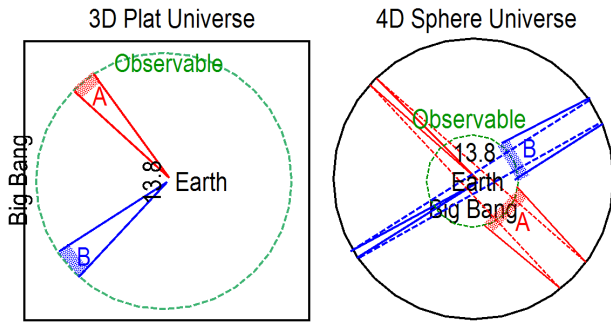 3D Plat Universe
Observable
A
13.8
Earth
Big Bang
B
4D Sphere Universe
Observable
B
13.8
Earth
Big Bang
A